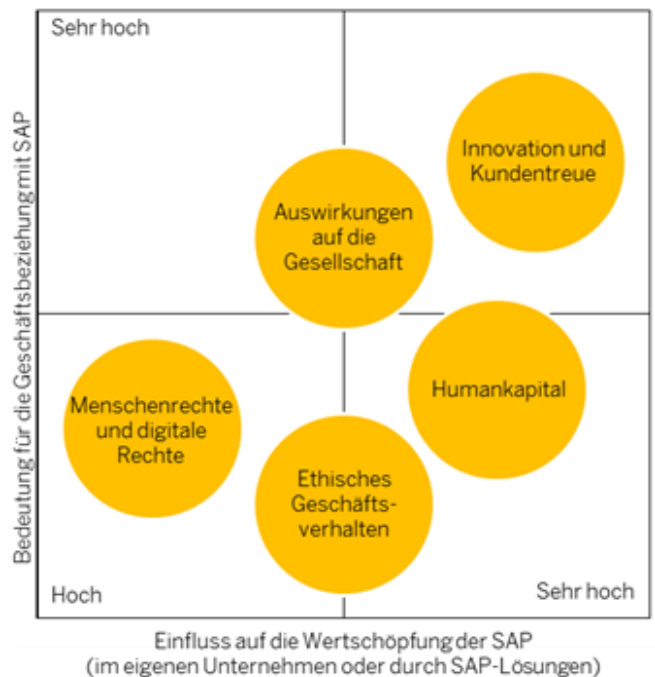 Sehr hoch
Innovation und
Kundentreue
Auswirkungen
auf die
Gesellschaft
Humankapital
Menschenrechte
und digitale
Rechte
Ethisches
Geschäfts-
verhalten
Hoch
Sehr hoch
Bedeutung für die Geschäftsbeziehung mit SAP
Einfluss auf die Wertschöpfung der SAP
(im eigenen Unternehmen oder durch SAP-Lösungen)